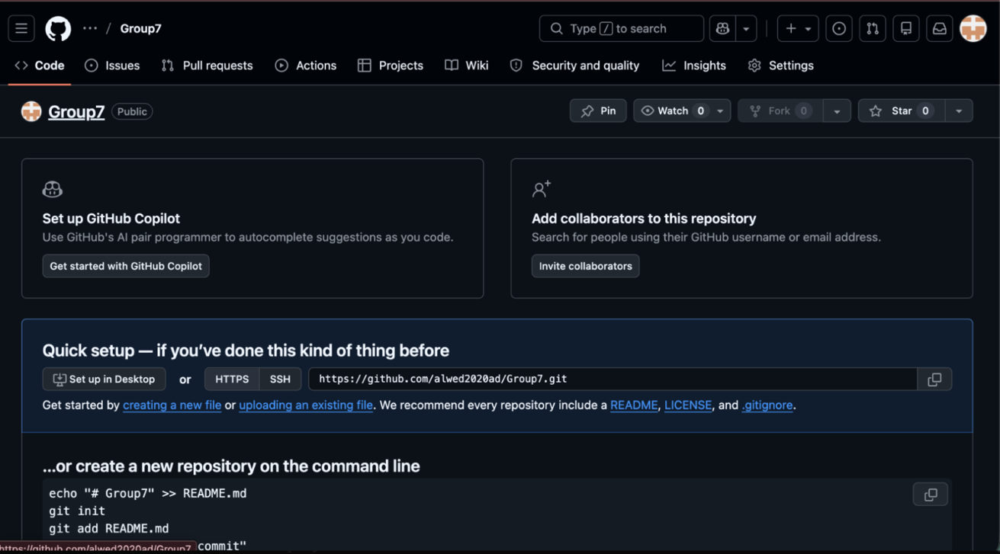 ··· / Group7
Type / to search
Code Issues Pull requests Actions Projects Wiki Security and quality Insights Settings
Group7 Public
Pin Watch 0 Fork 0 Star 0
Set up GitHub Copilot
Use GitHub's AI pair programmer to autocomplete suggestions as you code.
Get started with GitHub Copilot
Add collaborators to this repository
Search for people using their GitHub username or email address.
Invite collaborators
Quick setup — if you’ve done this kind of thing before
Set up in Desktop or HTTPS SSH https://github.com/alwed2020ad/Group7.git
Get started by creating a new file or uploading an existing file. We recommend every repository include a README, LICENSE, and .gitignore.
…or create a new repository on the command line
echo "# Group7" >> README.md
git init
git add README.md
commit"
https://github.com/alwed2020ad/Group7